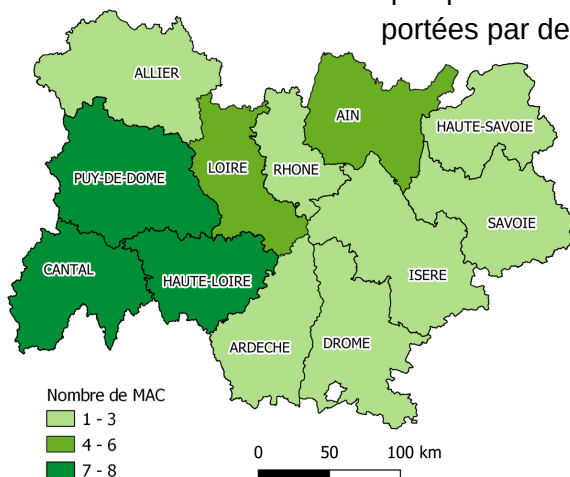 portées par de
ALLIER
AIN
HAUTE-SAVOIE
LOIRE
RHONE
PUY-DE-DOME
SAVOIE
CANTAL
HAUTE-LOIRE
ISERE
ARDECHE
DROME
Nombre de MAC
1 - 3
4 - 6
7 - 8
0 50 100 km